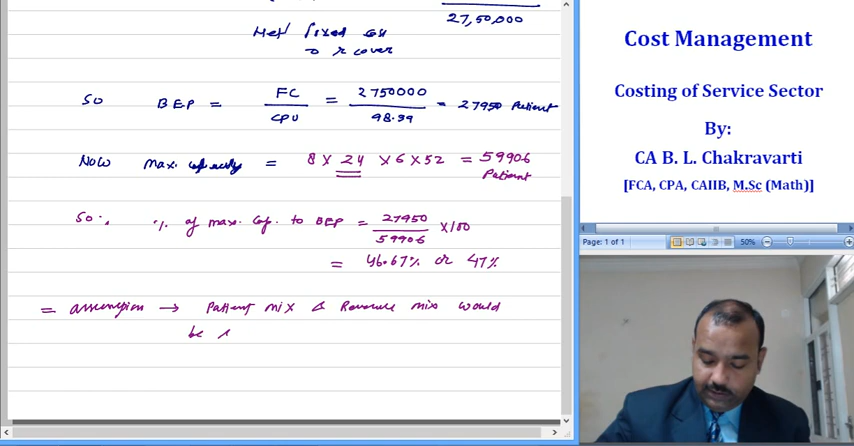 27,50,000
Net fixed cost
to recover
So BEP = FC / CPU = 2750000 / 98.39 = 27950 Patient
Now max. capacity = 8 × 24 × 6 × 52 = 59906
Patient
So % of max. Cap. to BEP = 27950 / 59906 × 100
= 46.67% or 47%
= assumption → Patient mix & Revenue mix would
be
Cost Management
Costing of Service Sector
By:
CA B. L. Chakravarti
[FCA, CPA, CAIIB, M.Sc (Math)]
Page: 1 of 1
50%